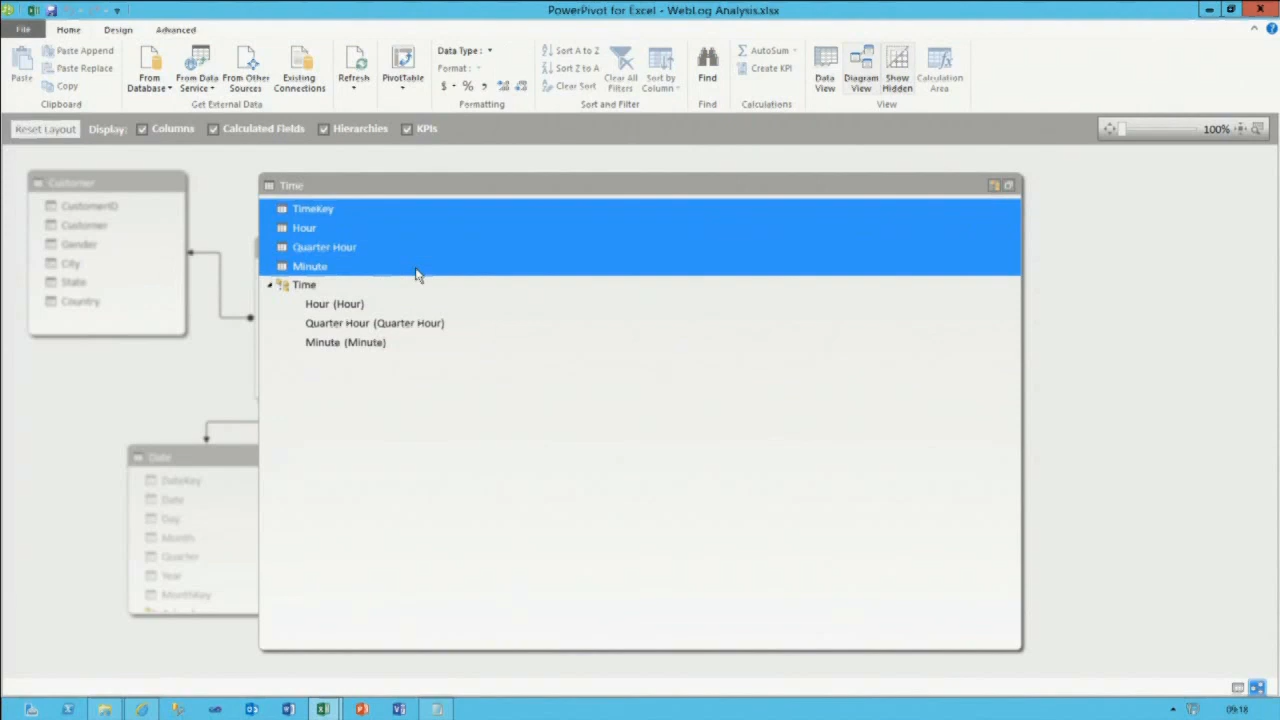 PowerPivot for Excel - WebLog Analysis.xlsx
File Home Design Advanced
Paste
Paste Append
Paste Replace
Copy
Clipboard
From Database
From Data Service
From Other Sources
Existing Connections
Get External Data
Refresh
PivotTable
Data Type :
Format :
$ % ,
Formatting
Sort A to Z
Sort Z to A
Clear Sort
Clear All Filters
Sort by Column
Sort and Filter
Find
Find
AutoSum
Create KPI
Calculations
Data View
Diagram View
Show Hidden
Calculation Area
View
Reset Layout Display: Columns Calculated Fields Hierarchies KPIs 100%
Customer
CustomerID
Customer
Gender
City
State
Country
Time
TimeKey
Hour
Quarter Hour
Minute
Time
Hour (Hour)
Quarter Hour (Quarter Hour)
Minute (Minute)
Date
DateKey
Date
Day
Month
Quarter
Year
MonthKey
09:18